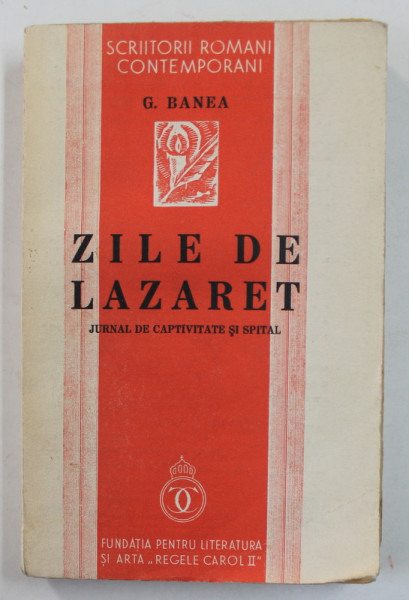 SCRIITORII ROMANI
CONTEMPORANI
G. BANEA
ZILE DE
LAZARET
JURNAL DE CAPTIVITATE ȘI SPITAL
FUNDAȚIA PENTRU LITERATURA
ȘI ARTA „REGELE CAROL II"